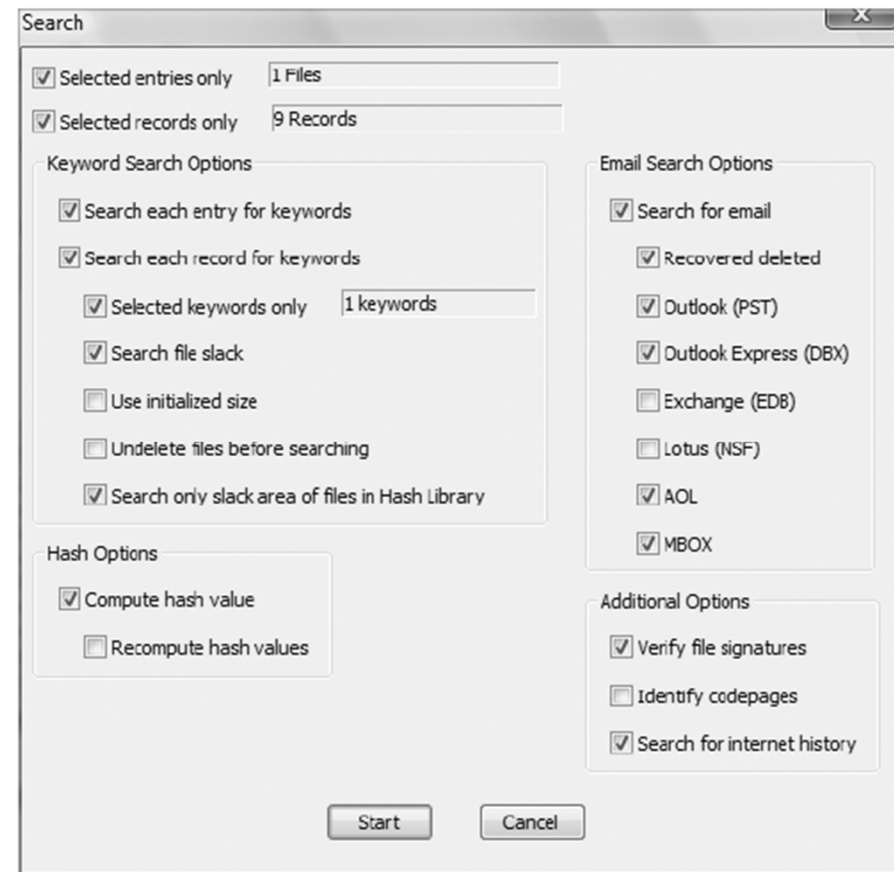 Search
Selected entries only 1 Files
Selected records only 9 Records
Keyword Search Options
Search each entry for keywords
Search each record for keywords
Selected keywords only 1 keywords
Search file slack
Use initialized size
Undelete files before searching
Search only slack area of files in Hash Library
Hash Options
Compute hash value
Recompute hash values
Email Search Options
Search for email
Recovered deleted
Outlook (PST)
Outlook Express (DBX)
Exchange (EDB)
Lotus (NSF)
AOL
MBOX
Additional Options
Verify file signatures
Identify codepages
Search for internet history
Start Cancel